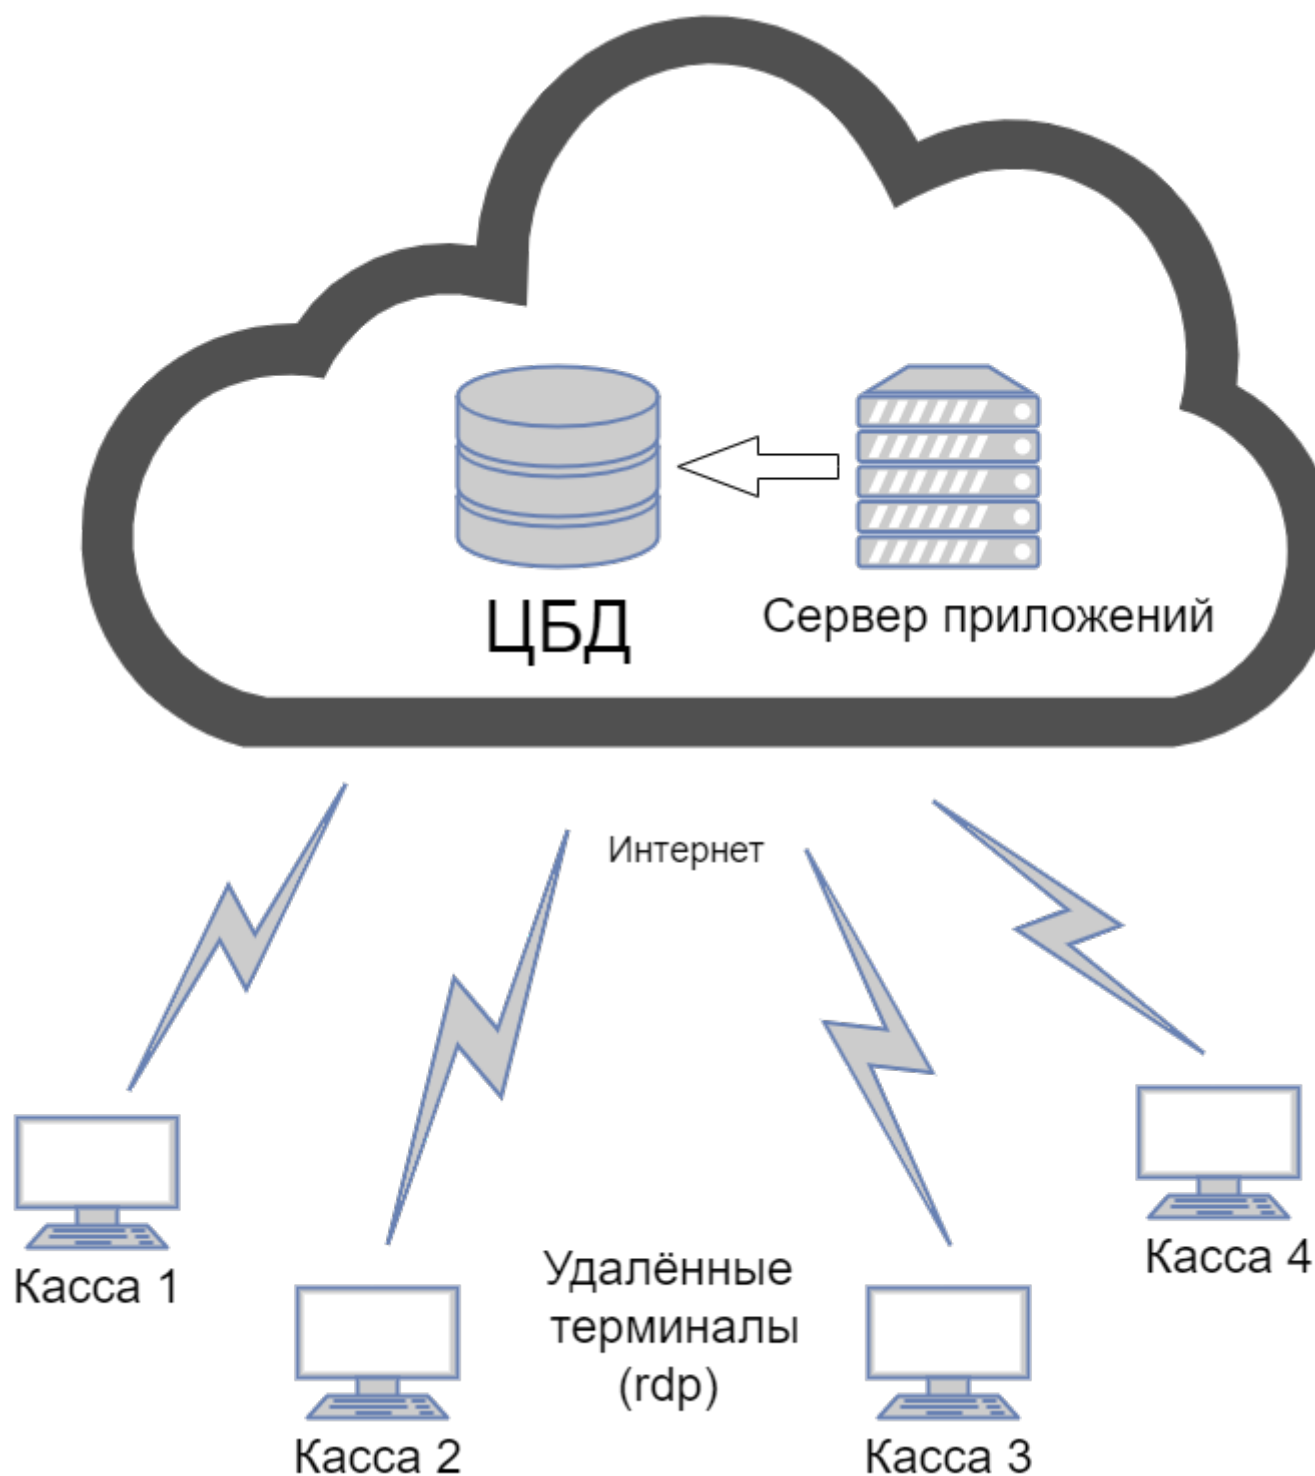 ЦБД
Сервер приложений
Интернет
Касса 1
Касса 2
Удалённые
терминалы
(rdp)
Касса 3
Касса 4